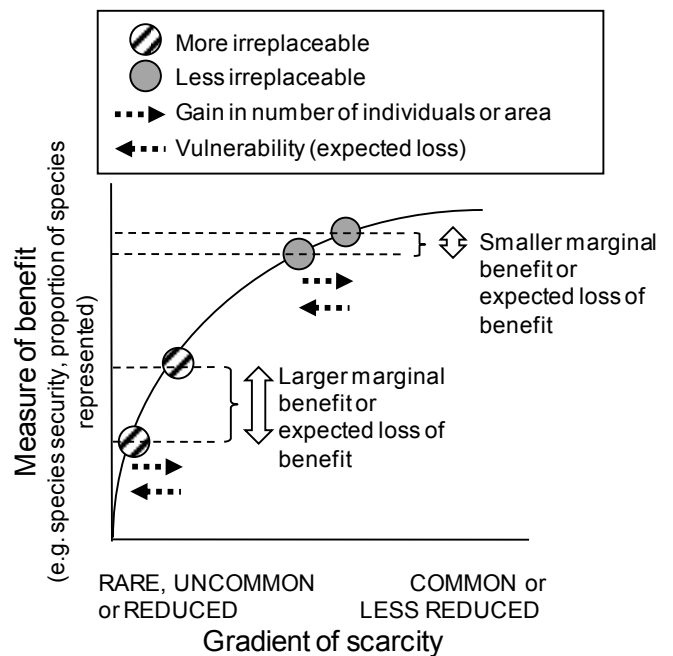 More irreplaceable
Less irreplaceable
Gain in number of individuals or area
Vulnerability (expected loss)
Measure of benefit
(e.g. species security, proportion of species
represented)
Smaller marginal
benefit or
expected loss of
benefit
Larger marginal
benefit or
expected loss of
benefit
RARE, UNCOMMON
or REDUCED
COMMON or
LESS REDUCED
Gradient of scarcity